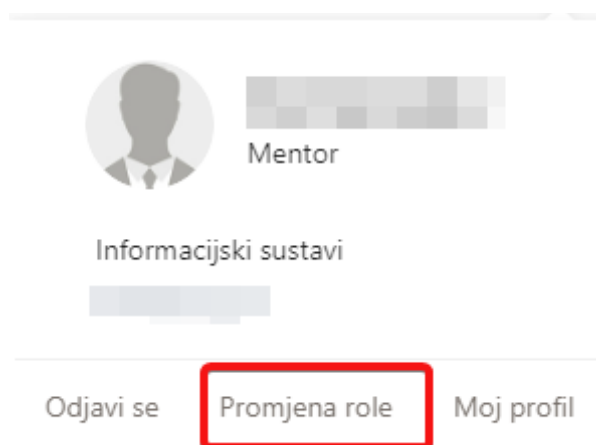 Mentor
Informacijski sustavi
Odjavi se Promjena role Moj profil